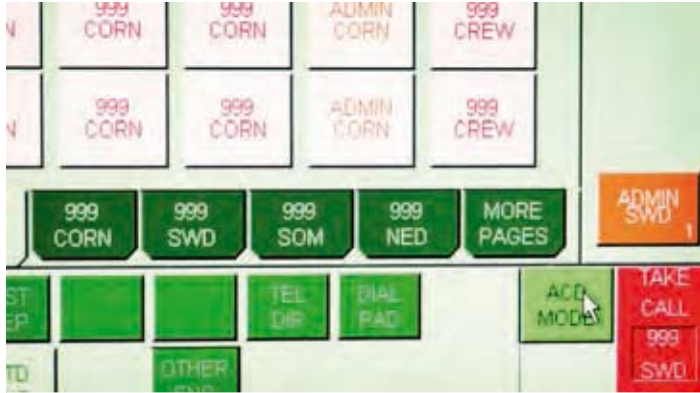 999 999 ADMIN 999
CORN CORN CORN CREW
999 999 ADMIN 999
CORN CORN CORN CREW
ADMIN
SWD
1
999 999 999 999 MORE
CORN SWD SOM NED PAGES
TEL DIAL ACD TAKE
DIR PAD MODE CALL
999
OTHER SWD